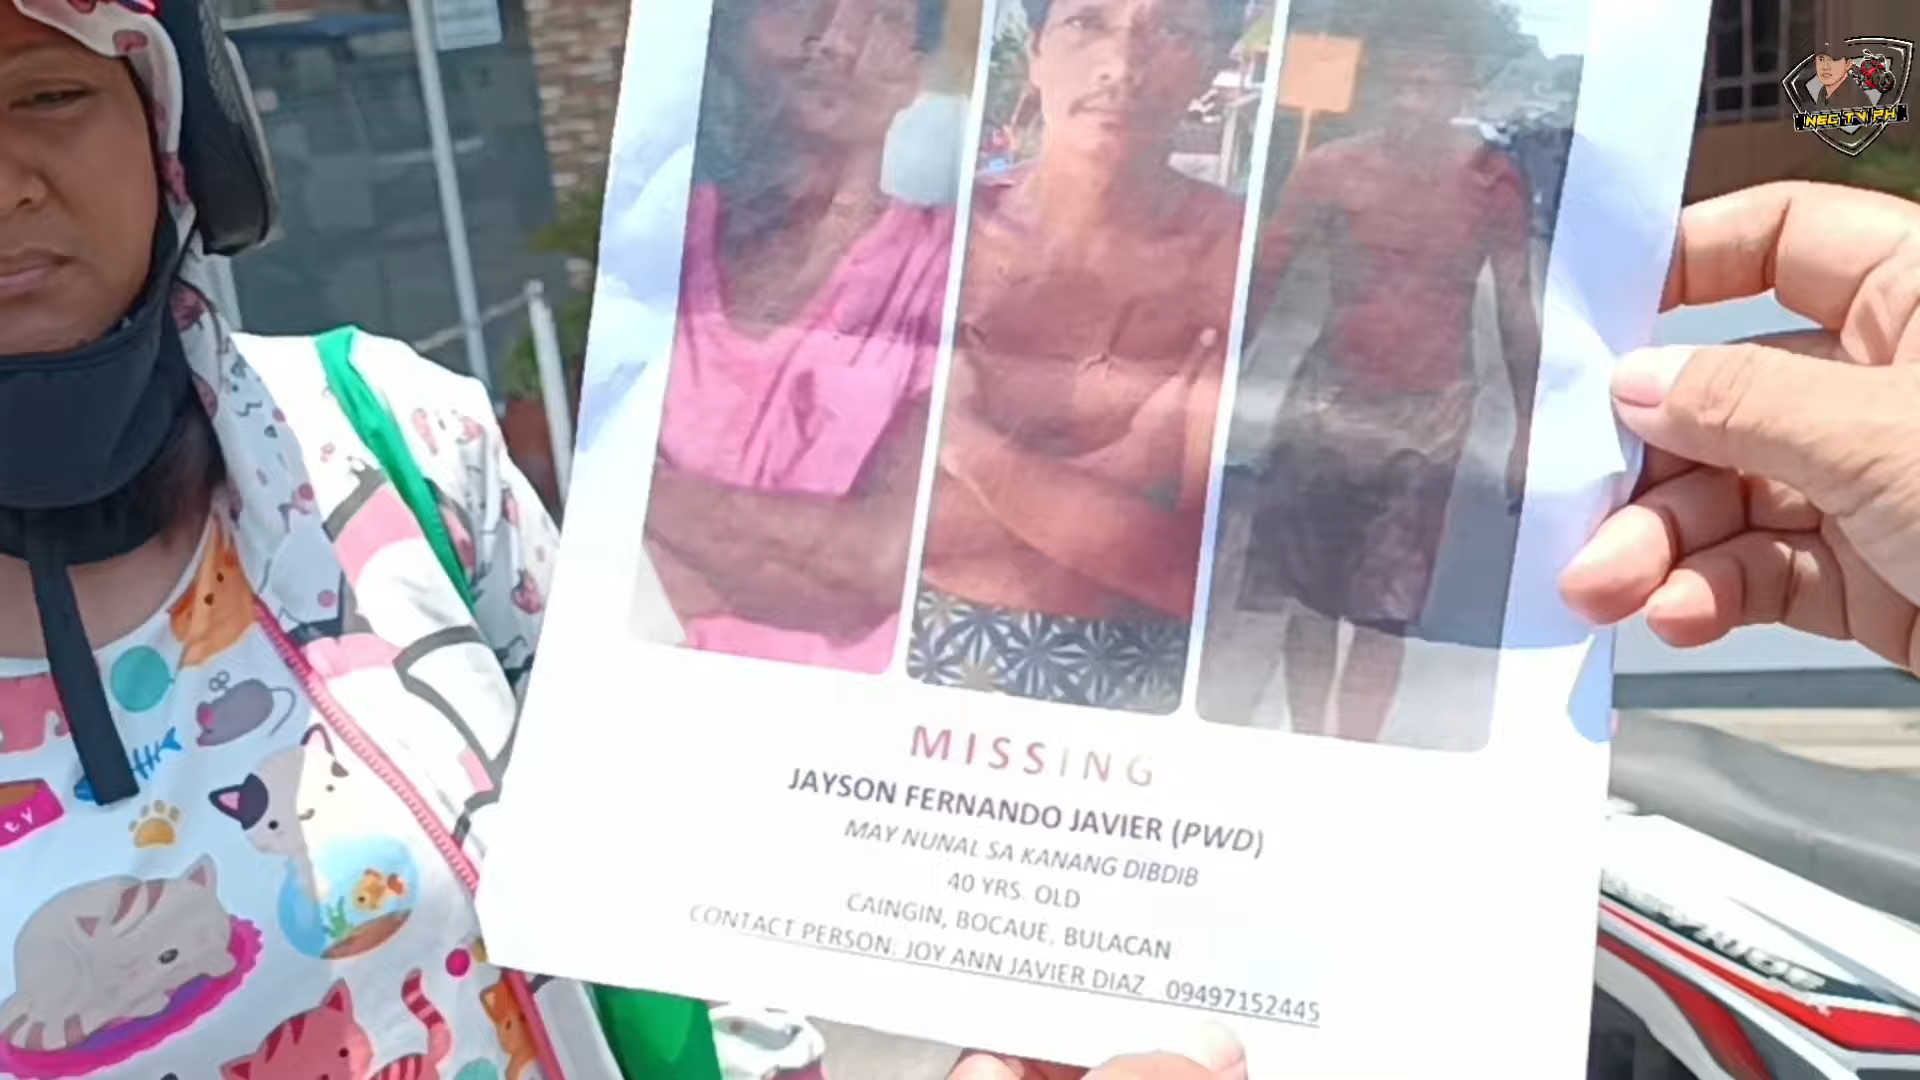 NEG TV PH
MISSING
JAYSON FERNANDO JAVIER (PWD)
MAY NUNAL SA KANANG DIBDIB
40 YRS. OLD
CAINGIN, BOCAUE, BULACAN
CONTACT PERSON: JOY ANN JAVIER DIAZ 09497152445